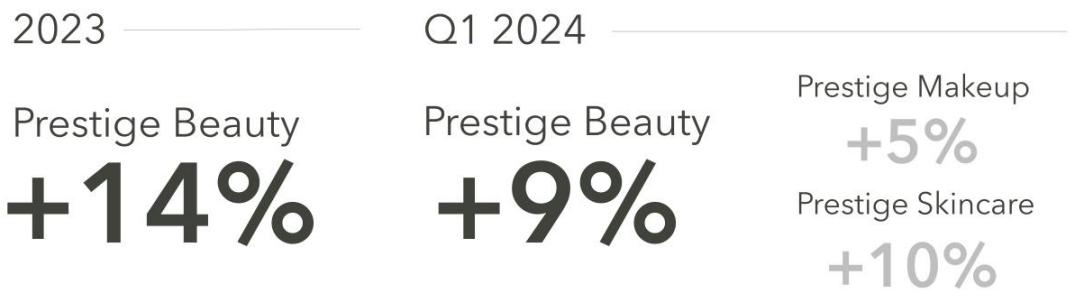 2023
Prestige Beauty
+14%
Q1 2024
Prestige Beauty
+9%
Prestige Makeup
+5%
Prestige Skincare
+10%